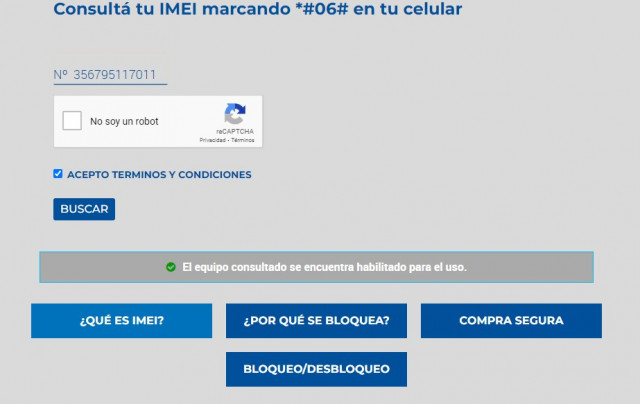 Consultá tu IMEI marcando *#06# en tu celular
Nº 356795117011
No soy un robot
reCAPTCHA
Privacidad - Términos
ACEPTO TERMINOS Y CONDICIONES
BUSCAR
El equipo consultado se encuentra habilitado para el uso.
¿QUÉ ES IMEI?
¿POR QUÉ SE BLOQUEA?
COMPRA SEGURA
BLOQUEO/DESBLOQUEO